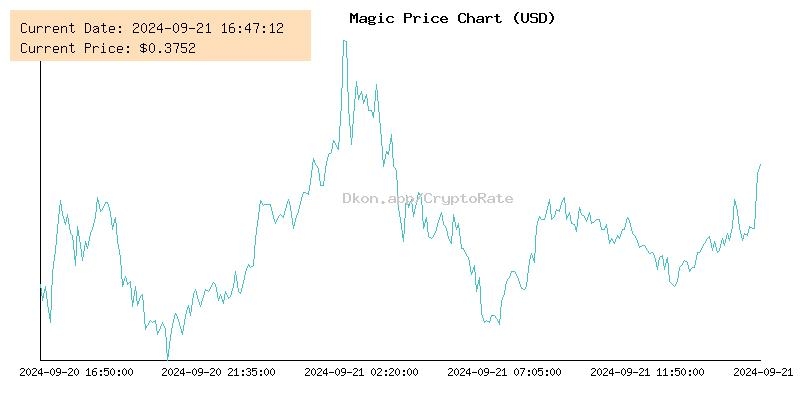 Magic Price Chart (USD)
Current Date: 2024-09-21 16:47:12
Current Price: $0.3752
Dkon.app/CryptoRate
2024-09-20 16:50:00 2024-09-20 21:35:00 2024-09-21 02:20:00 2024-09-21 07:05:00 2024-09-21 11:50:00 2024-09-21